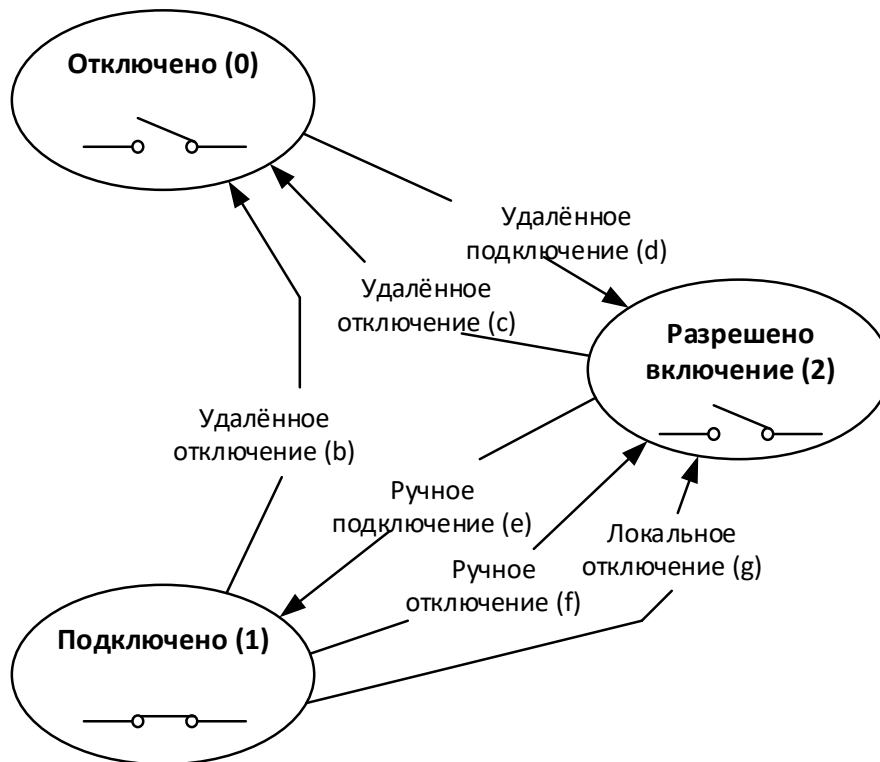 Отключено (0)
Удалённое
подключение (d)
Удалённое
отключение (c)
Разрешено
включение (2)
Удалённое
отключение (b)
Ручное
подключение (e)
Локальное
отключение (g)
Ручное
отключение (f)
Подключено (1)